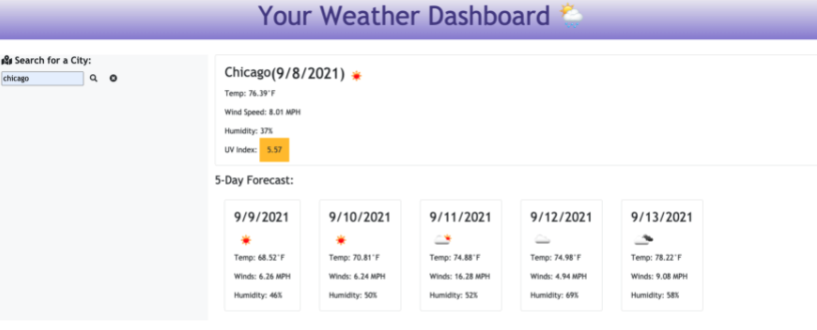 Your Weather Dashboard
Search for a City:
chicago
Chicago(9/8/2021)
Temp: 76.39°F
Wind Speed: 8.01 MPH
Humidity: 37%
UV Index: 5.57
5-Day Forecast:
9/9/2021 9/10/2021 9/11/2021 9/12/2021 9/13/2021
Temp: 68.52°F Temp: 70.81°F Temp: 74.88°F Temp: 74.98°F Temp: 78.22°F
Winds: 6.26 MPH Winds: 6.24 MPH Winds: 16.28 MPH Winds: 4.94 MPH Winds: 9.08 MPH
Humidity: 46% Humidity: 50% Humidity: 52% Humidity: 69% Humidity: 58%